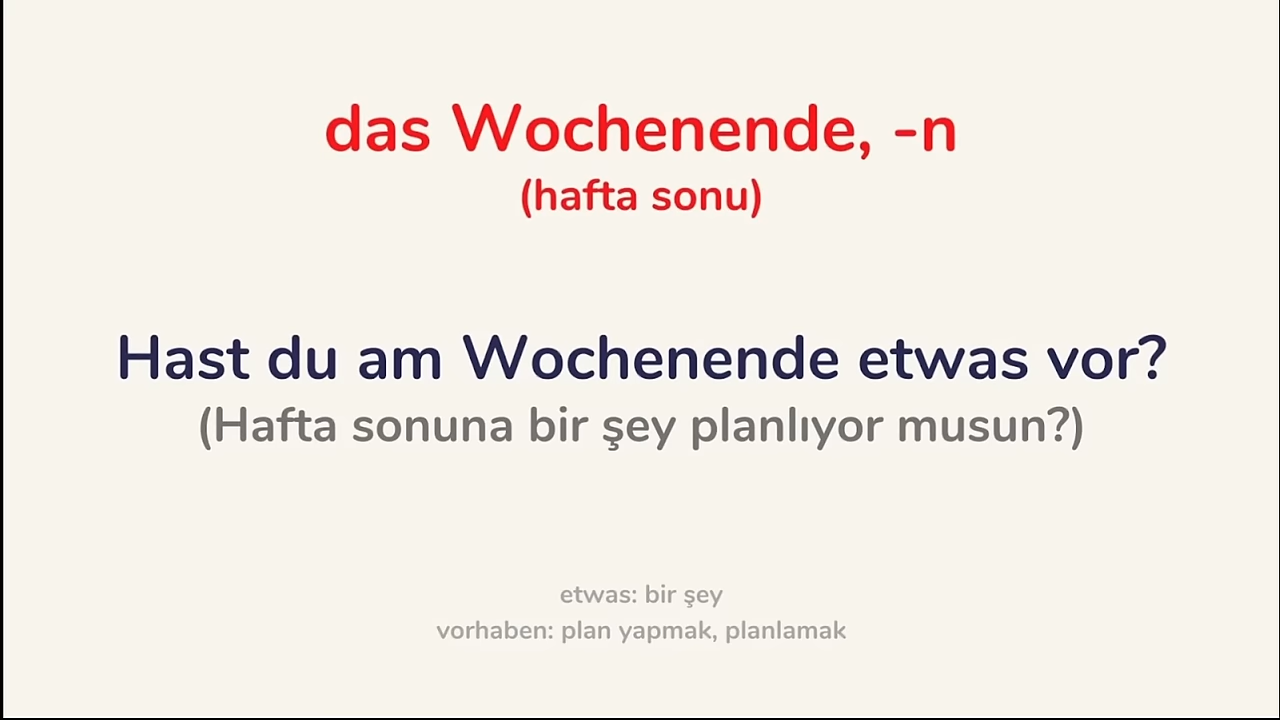 das Wochenende, -n
(hafta sonu)
Hast du am Wochenende etwas vor?
(Hafta sonuna bir şey planlıyor musun?)
etwas: bir şey
vorhaben: plan yapmak, planlamak